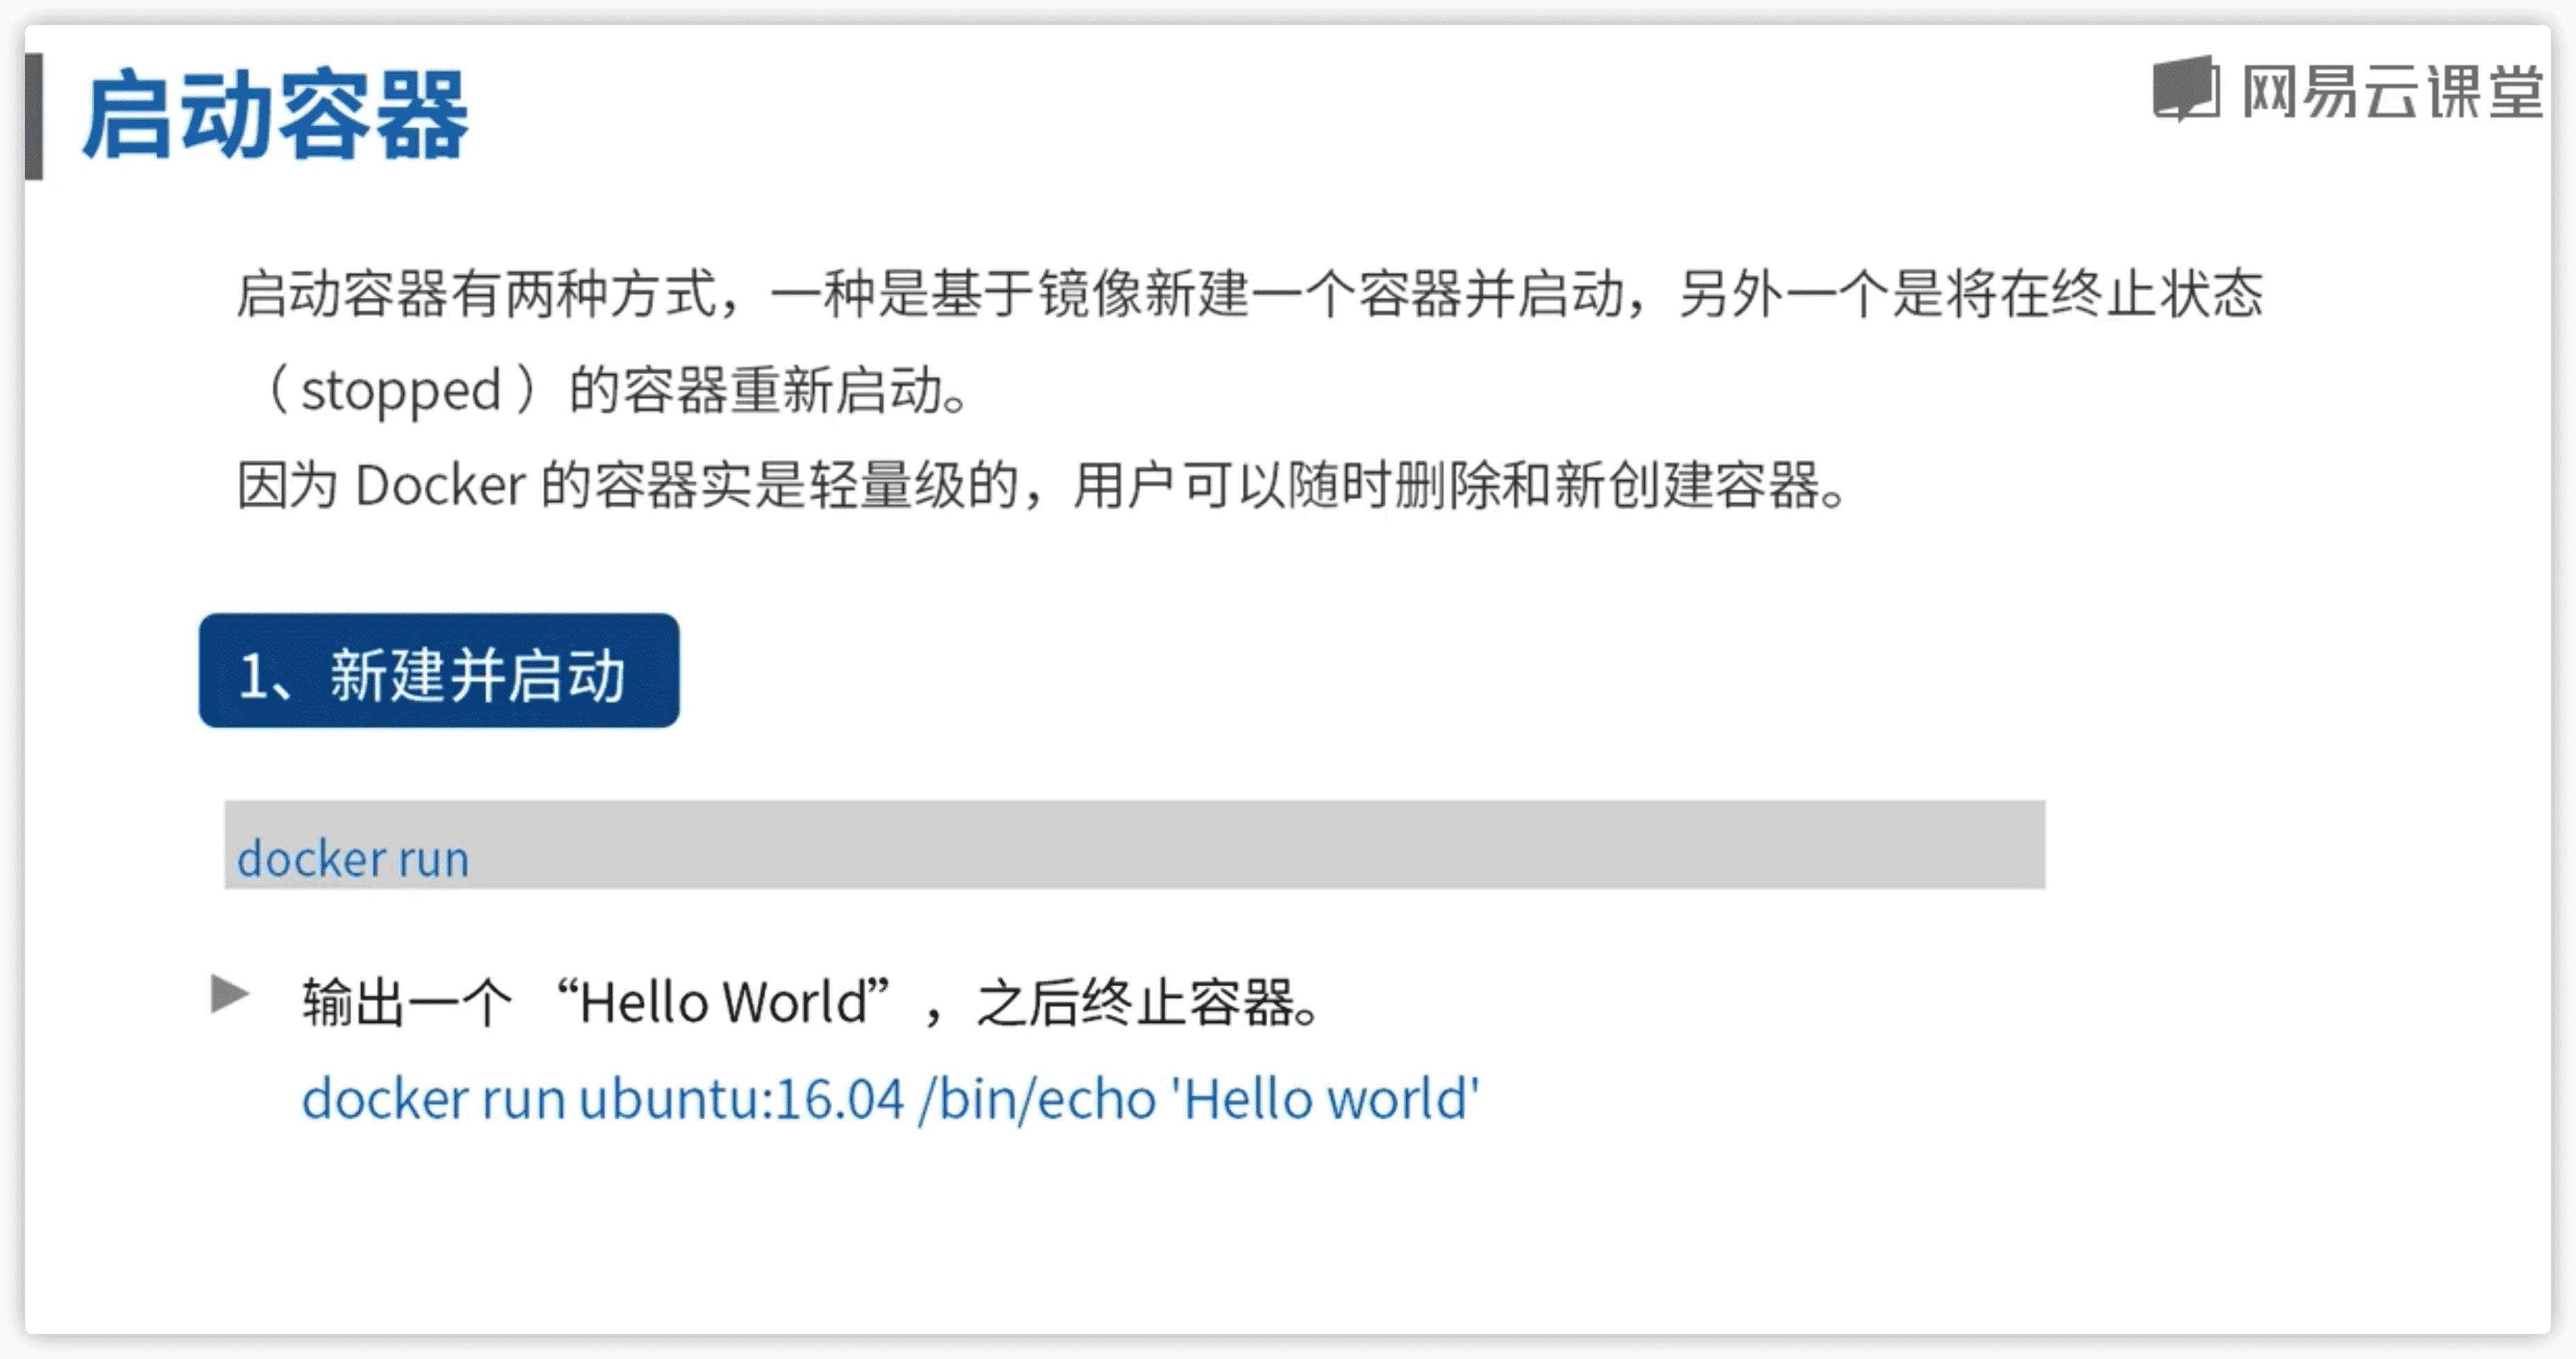 启动容器
网易云课堂
启动容器有两种方式，一种是基于镜像新建一个容器并启动，另外一个是将在终止状态
（stopped）的容器重新启动。
因为 Docker 的容器实是轻量级的，用户可以随时删除和新创建容器。
1、新建并启动
docker run
输出一个 “Hello World”，之后终止容器。
docker run ubuntu:16.04 /bin/echo 'Hello world'